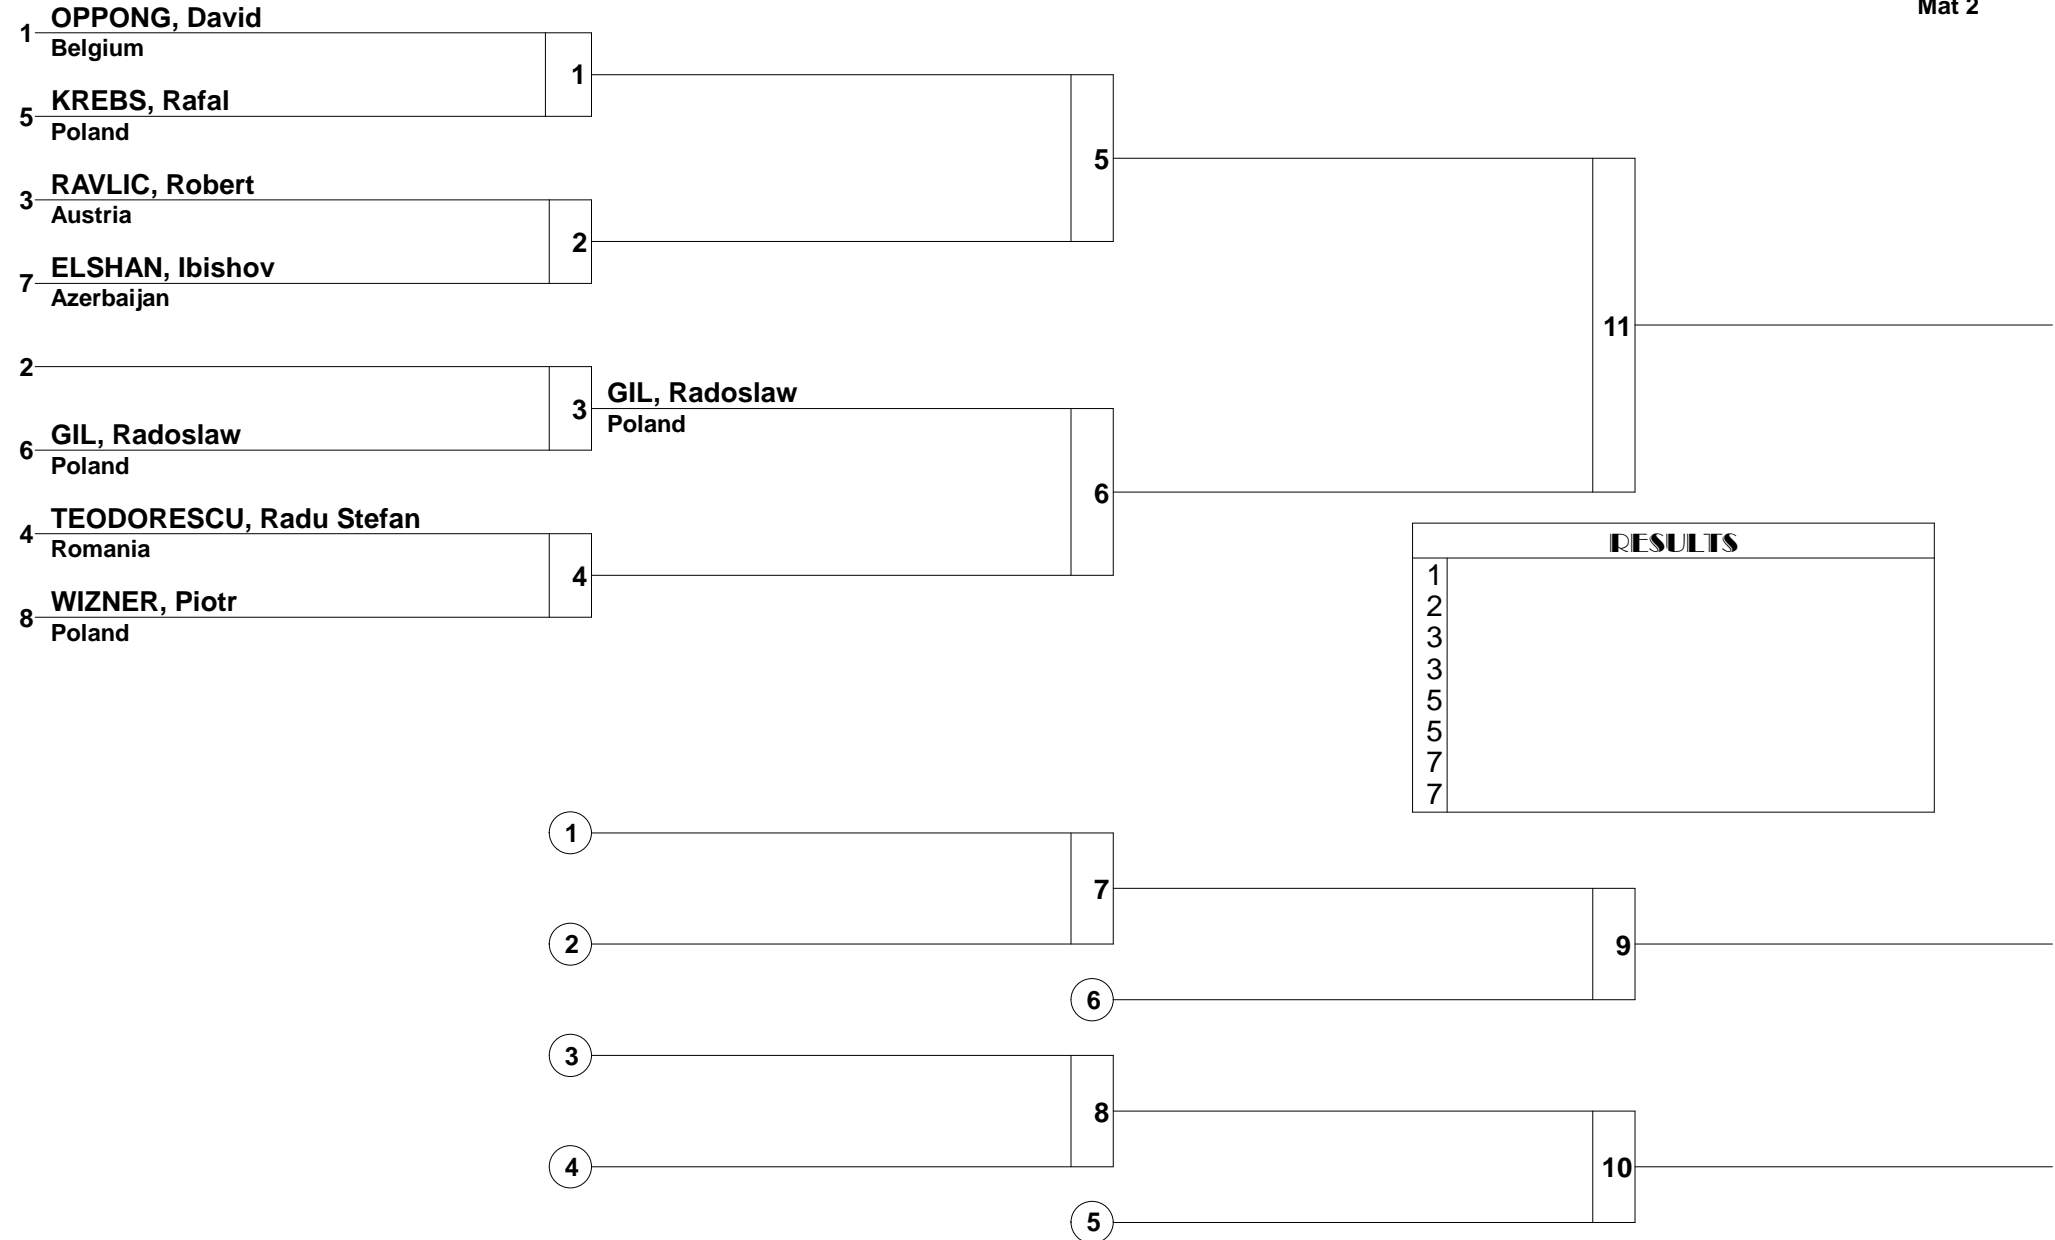 Mat 2
1 OPPONG, David
Belgium
1
5 KREBS, Rafal
Poland
5
3 RAVLIC, Robert
Austria
2
7 ELSHAN, Ibishov
Azerbaijan
11
2
3 GIL, Radoslaw
Poland
6 GIL, Radoslaw
Poland
6
4 TEODORESCU, Radu Stefan
Romania
4
8 WIZNER, Piotr
Poland
RESULTS
1
2
3
3
5
5
7
7
1
7
2
9
6
3
8
4
10
5